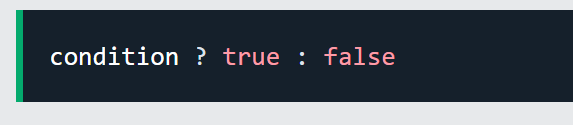 condition ? true : false